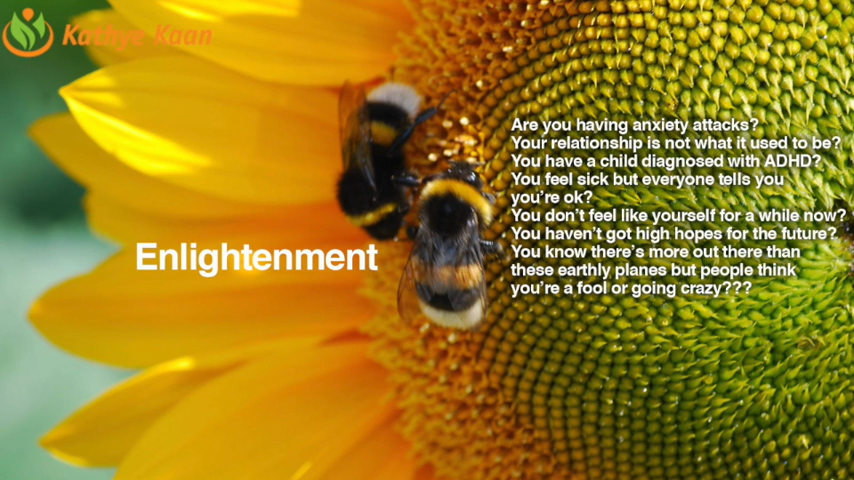 Kathye Kaan
Are you having anxiety attacks?
Your relationship is not what it used to be?
You have a child diagnosed with ADHD?
You feel sick but everyone tells you
you're ok?
You don't feel like yourself for a while now?
You haven't got high hopes for the future?
You know there's more out there than
these earthly planes but people think
you're a fool or going crazy???
Enlightenment